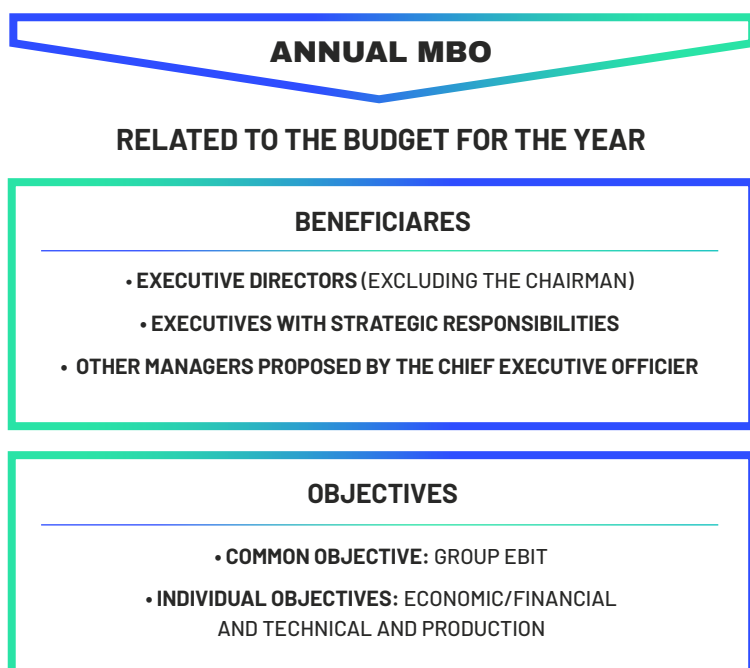 ANNUAL MBO
RELATED TO THE BUDGET FOR THE YEAR
BENEFICIARES
• EXECUTIVE DIRECTORS (EXCLUDING THE CHAIRMAN)
• EXECUTIVES WITH STRATEGIC RESPONSIBILITIES
• OTHER MANAGERS PROPOSED BY THE CHIEF EXECUTIVE OFFICIER
OBJECTIVES
• COMMON OBJECTIVE: GROUP EBIT
• INDIVIDUAL OBJECTIVES: ECONOMIC/FINANCIAL
AND TECHNICAL AND PRODUCTION